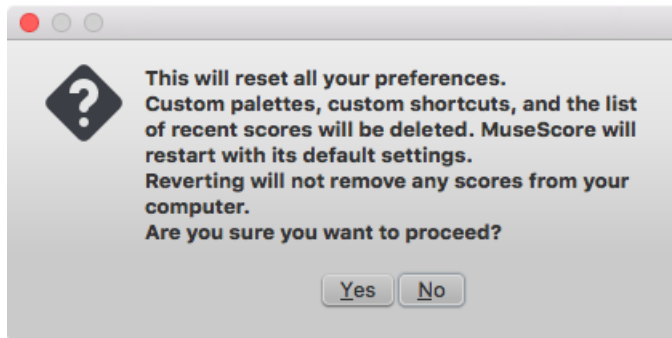 This will reset all your preferences.
Custom palettes, custom shortcuts, and the list
of recent scores will be deleted. MuseScore will
restart with its default settings.
Reverting will not remove any scores from your
computer.
Are you sure you want to proceed?
Yes No